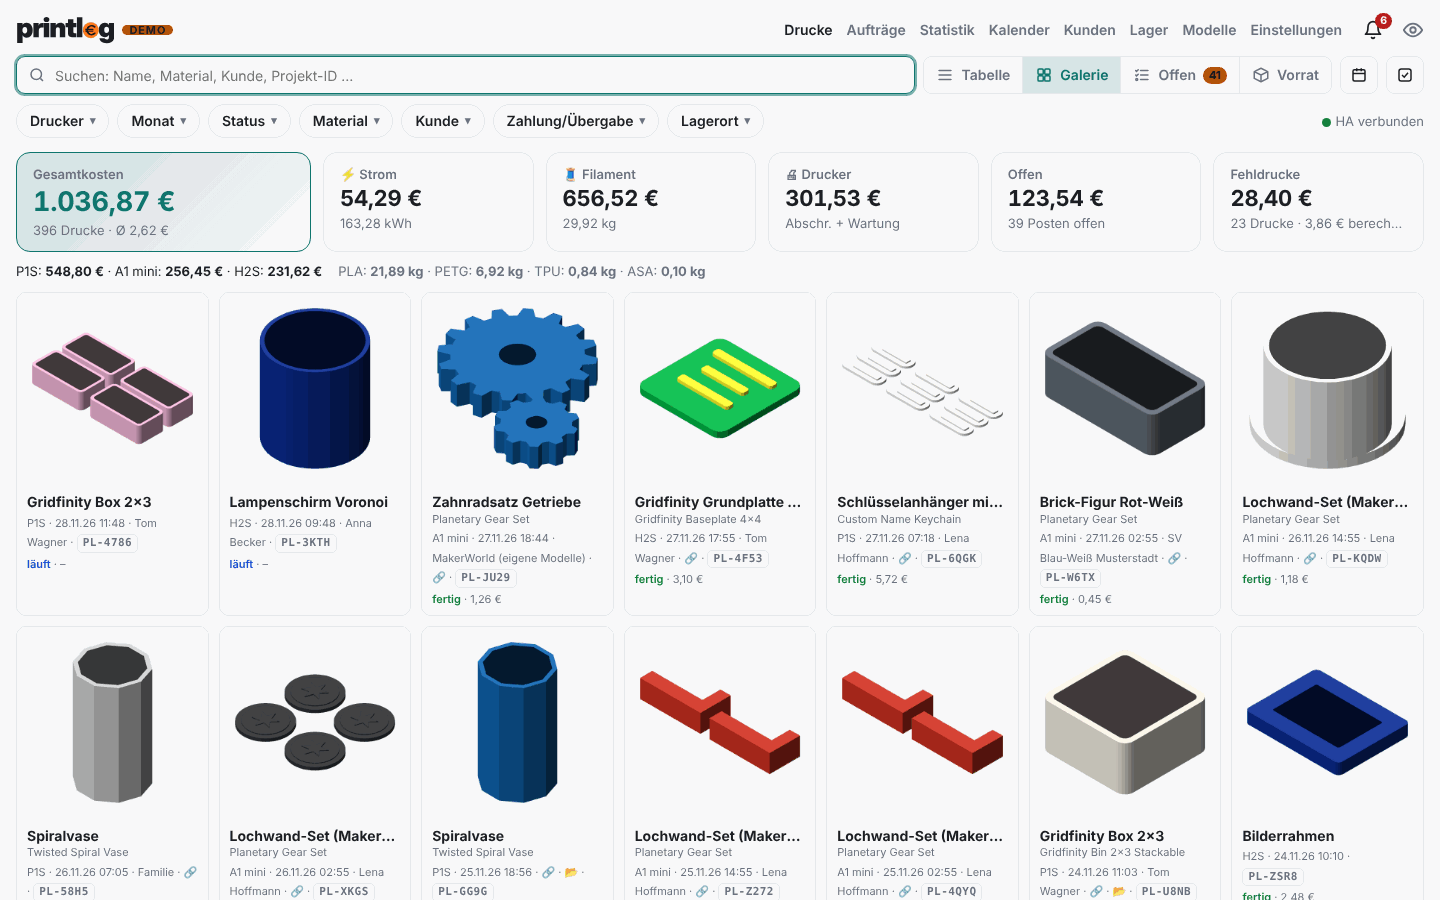 printl€g DEMO
Drucke Aufträge Statistik Kalender Kunden Lager Modelle Einstellungen 6
Suchen: Name, Material, Kunde, Projekt-ID ...
Tabelle Galerie Offen 41 Vorrat
Drucker ▾ Monat ▾ Status ▾ Material ▾ Kunde ▾ Zahlung/Übergabe ▾ Lagerort ▾
HA verbunden
Gesamtkosten
1.036,87 €
396 Drucke · Ø 2,62 €
⚡ Strom
54,29 €
163,28 kWh
🧵 Filament
656,52 €
29,92 kg
🖨 Drucker
301,53 €
Abschr. + Wartung
Offen
123,54 €
39 Posten offen
Fehldrucke
28,40 €
23 Drucke · 3,86 € berech...
P1S: 548,80 € · A1 mini: 256,45 € · H2S: 231,62 € PLA: 21,89 kg · PETG: 6,92 kg · TPU: 0,84 kg · ASA: 0,10 kg
Gridfinity Box 2×3
P1S · 28.11.26 11:48 · Tom
Wagner · PL-4786
läuft · –
Lampenschirm Voronoi
H2S · 28.11.26 09:48 · Anna
Becker · PL-3KTH
läuft · –
Zahnradsatz Getriebe
Planetary Gear Set
A1 mini · 27.11.26 18:44 ·
MakerWorld (eigene Modelle) ·
🔗 · PL-JU29
fertig · 1,26 €
Gridfinity Grundplatte ...
Gridfinity Baseplate 4×4
H2S · 27.11.26 17:55 · Tom
Wagner · 🔗 · PL-4F53
fertig · 3,10 €
Schlüsselanhänger mi...
Custom Name Keychain
P1S · 27.11.26 07:18 · Lena
Hoffmann · 🔗 · PL-6QGK
fertig · 5,72 €
Brick-Figur Rot-Weiß
Planetary Gear Set
A1 mini · 27.11.26 02:55 · SV
Blau-Weiß Musterstadt · 🔗 ·
PL-W6TX
fertig · 0,45 €
Lochwand-Set (Maker...
Planetary Gear Set
A1 mini · 26.11.26 14:55 · Lena
Hoffmann · 🔗 · PL-KQDW
fertig · 1,18 €
Spiralvase
Twisted Spiral Vase
P1S · 26.11.26 07:05 · Familie · 🔗
· PL-58H5
Lochwand-Set (Maker...
Planetary Gear Set
A1 mini · 26.11.26 02:55 · Lena
Hoffmann · 🔗 · PL-XKGS
Spiralvase
Twisted Spiral Vase
P1S · 25.11.26 18:56 · 🔗 · 📂 ·
PL-GG9G
Lochwand-Set (Maker...
Planetary Gear Set
A1 mini · 25.11.26 14:55 · Lena
Hoffmann · 🔗 · PL-Z272
Lochwand-Set (Maker...
Planetary Gear Set
A1 mini · 25.11.26 02:55 · Lena
Hoffmann · 🔗 · PL-4QYQ
Gridfinity Box 2×3
Gridfinity Bin 2×3 Stackable
P1S · 24.11.26 11:03 · Tom
Wagner · 🔗 · 📂 · PL-U8NB
Bilderrahmen
H2S · 24.11.26 10:10 ·
PL-ZSR8
fertig · 2,48 €